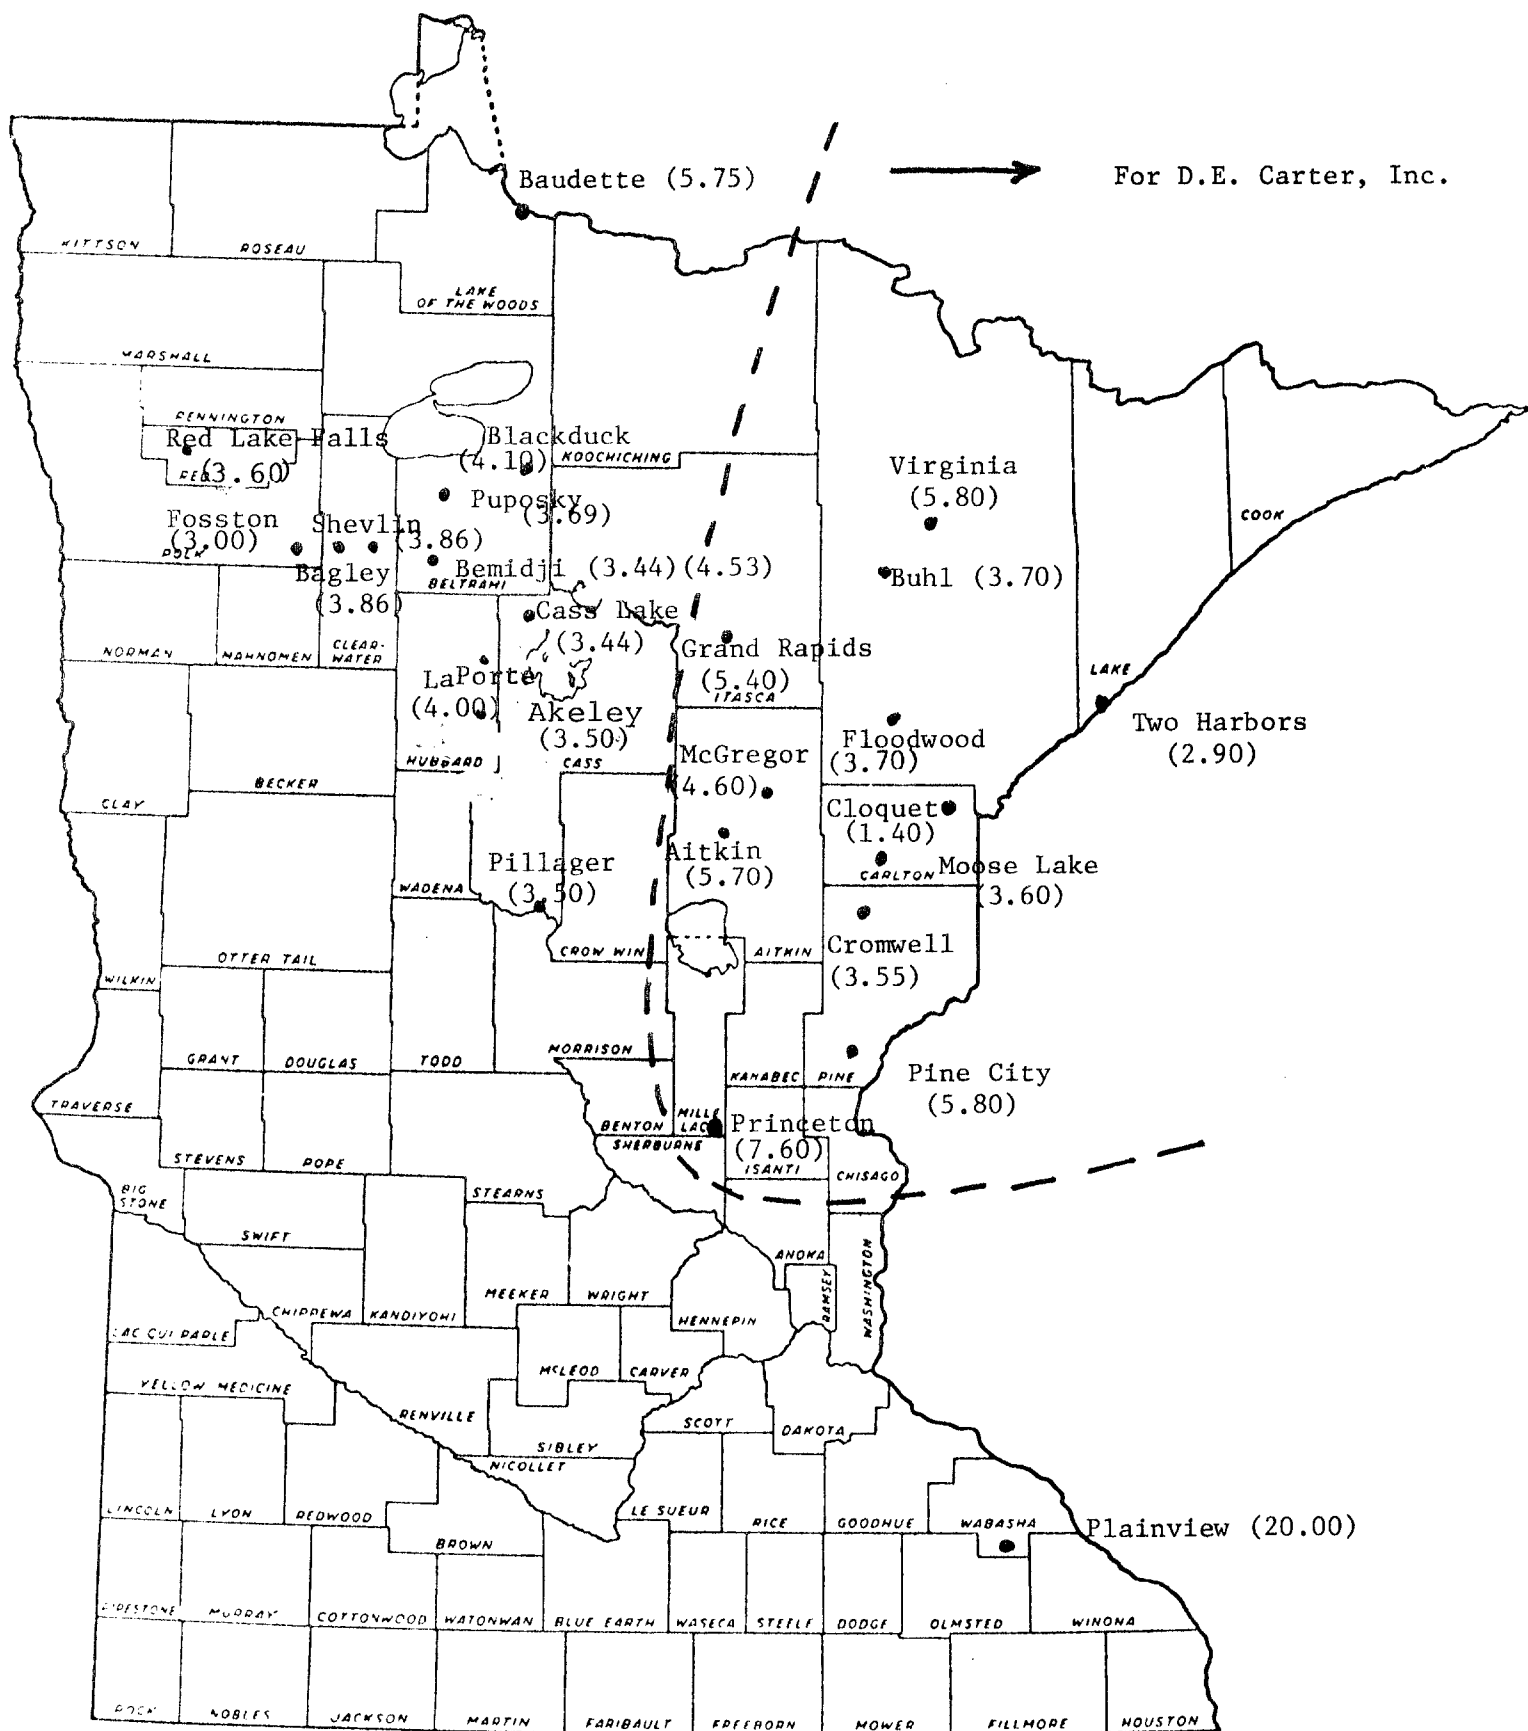 Baudette (5.75)
For D.E. Carter, Inc.
KITTSON
ROSEAU
LAKE
OF THE WOODS
MARSHALL
PENNINGTON
Red Lake Falls
(3.60)
RED
Blackduck
(4.10)
KOOCHICHING
Virginia
(5.80)
Puposky
(3.69)
COOK
Fosston
(3.00)
POLK
Shevlin
(3.86)
Bagley
(3.86)
Bemidji (3.44)(4.53)
BELTRAMI
Buhl (3.70)
Cass Lake
(3.44)
NORMAN
MAHNOMEN
CLEAR-
WATER
Grand Rapids
(5.40)
ITASCA
LAKE
LaPorte
(4.00)
Akeley
(3.50)
Two Harbors
(2.90)
HUBBARD
CASS
McGregor
(4.60)
Floodwood
(3.70)
BECKER
CLAY
Cloquet
(1.40)
Pillager
(3.50)
Aitkin
(5.70)
CARLTON
Moose Lake
(3.60)
WADENA
Cromwell
(3.55)
CROW WIN
AITKIN
OTTER TAIL
WILKIN
GRANT
DOUGLAS
TODD
MORRISON
KANABEC
PINE
Pine City
(5.80)
TRAVERSE
BENTON
MILLE
LAC
Princeton
(7.60)
SHERBURNE
STEVENS
POPE
ISANTI
CHISAGO
BIG
STONE
STEARNS
SWIFT
ANOKA
RAMSEY
WASHINGTON
MEEKER
WRIGHT
CHIPPEWA
KANDIYOHI
HENNEPIN
LAC QUI PARLE
MCLEOD
CARVER
YELLOW MEDICINE
RENVILLE
SCOTT
DAKOTA
SIBLEY
NICOLLET
LINCOLN
LYON
REDWOOD
LE SUEUR
RICE
GOODHUE
WABASHA
Plainview (20.00)
BROWN
PIPESTONE
MURRAY
COTTONWOOD
WATONWAN
BLUE EARTH
WASECA
STEELE
DODGE
OLMSTED
WINONA
ROCK
NOBLES
JACKSON
MARTIN
FARIBAULT
FREEBORN
MOWER
FILLMORE
HOUSTON